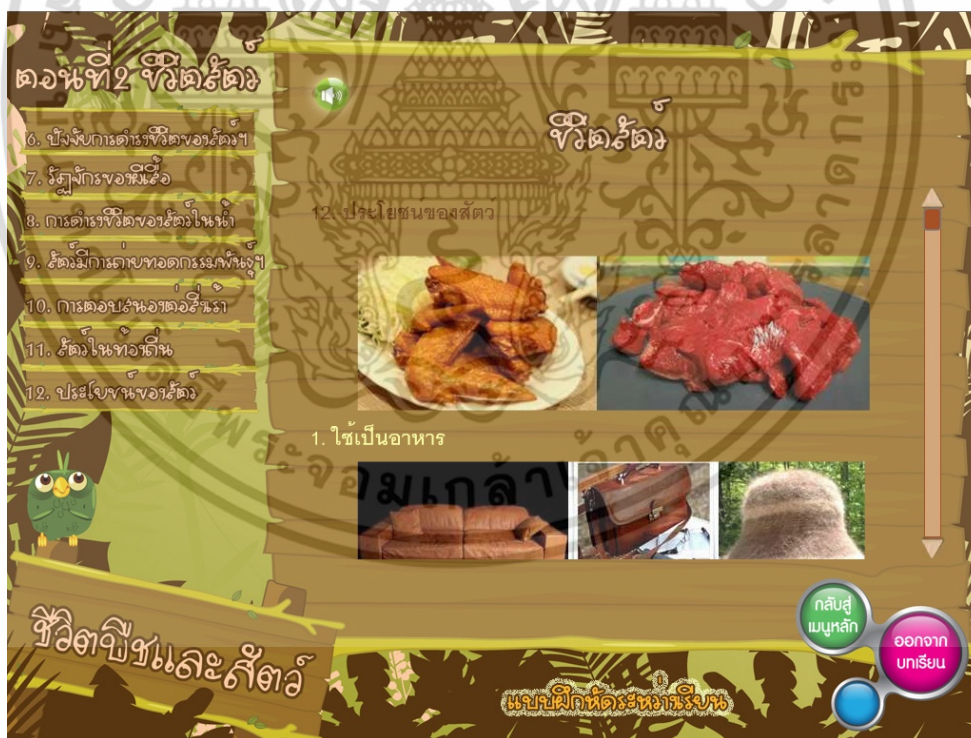 ตอนที่2 ชีวิตสัตว์
6. ปัจจัยการดำรงชีวิตของสัตว์ฯ
7. วัฏจักรของผีเสื้อ
8. การดำรงชีวิตของสัตว์ในน้ำ
9. สัตว์มีการถ่ายทอดกรรมพันธุ์ฯ
10. การตอบสนองต่อสิ่งเร้า
11. สัตว์ในท้องถิ่น
12. ประโยชน์ของสัตว์
ชีวิตสัตว์
12. ประโยชนของสัตว
1. ใช้เป็นอาหาร
ชีวิตพืชและสัตว์
แบบฝึกหัดระหว่างเรียน
กลับสู่
เมนูหลัก
ออกจาก
บทเรียน